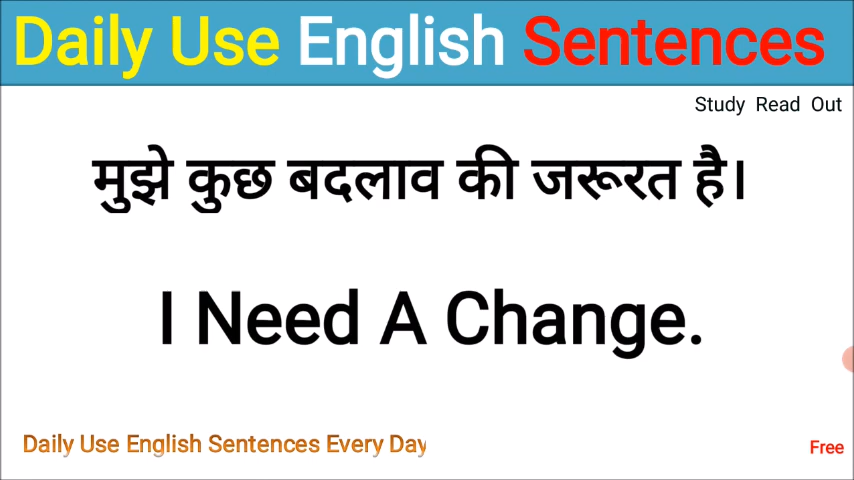 Daily Use English Sentences
Study Read Out
मुझे कुछ बदलाव की जरूरत है।
I Need A Change.
Daily Use English Sentences Every Day
Free